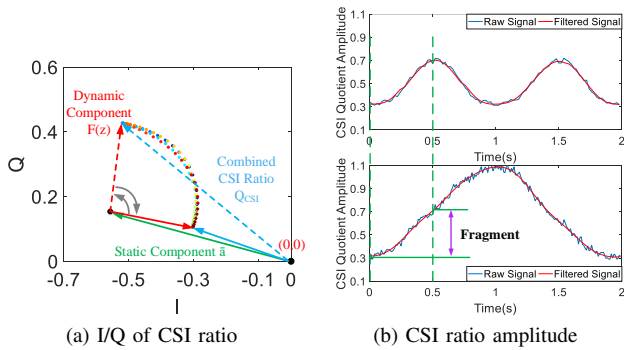 0.6
0.4
0.2
0
Q
-0.7
-0.5
-0.3
-0.1
0
I
Dynamic
Component
F(z)
Combined
CSI Ratio
Q_CSI
(0,0)
Static Component ā
(a) I/Q of CSI ratio
CSI Quotient Amplitude
1.1
0.9
0.7
0.5
0.3
0.1
Raw Signal Filtered Signal
0 0.5 1 1.5 2
Time(s)
CSI Quotient Amplitude
1.1
0.9
0.7
0.5
0.3
0.1
Fragment
Raw Signal Filtered Signal
0 0.5 1 1.5 2
Time(s)
(b) CSI ratio amplitude